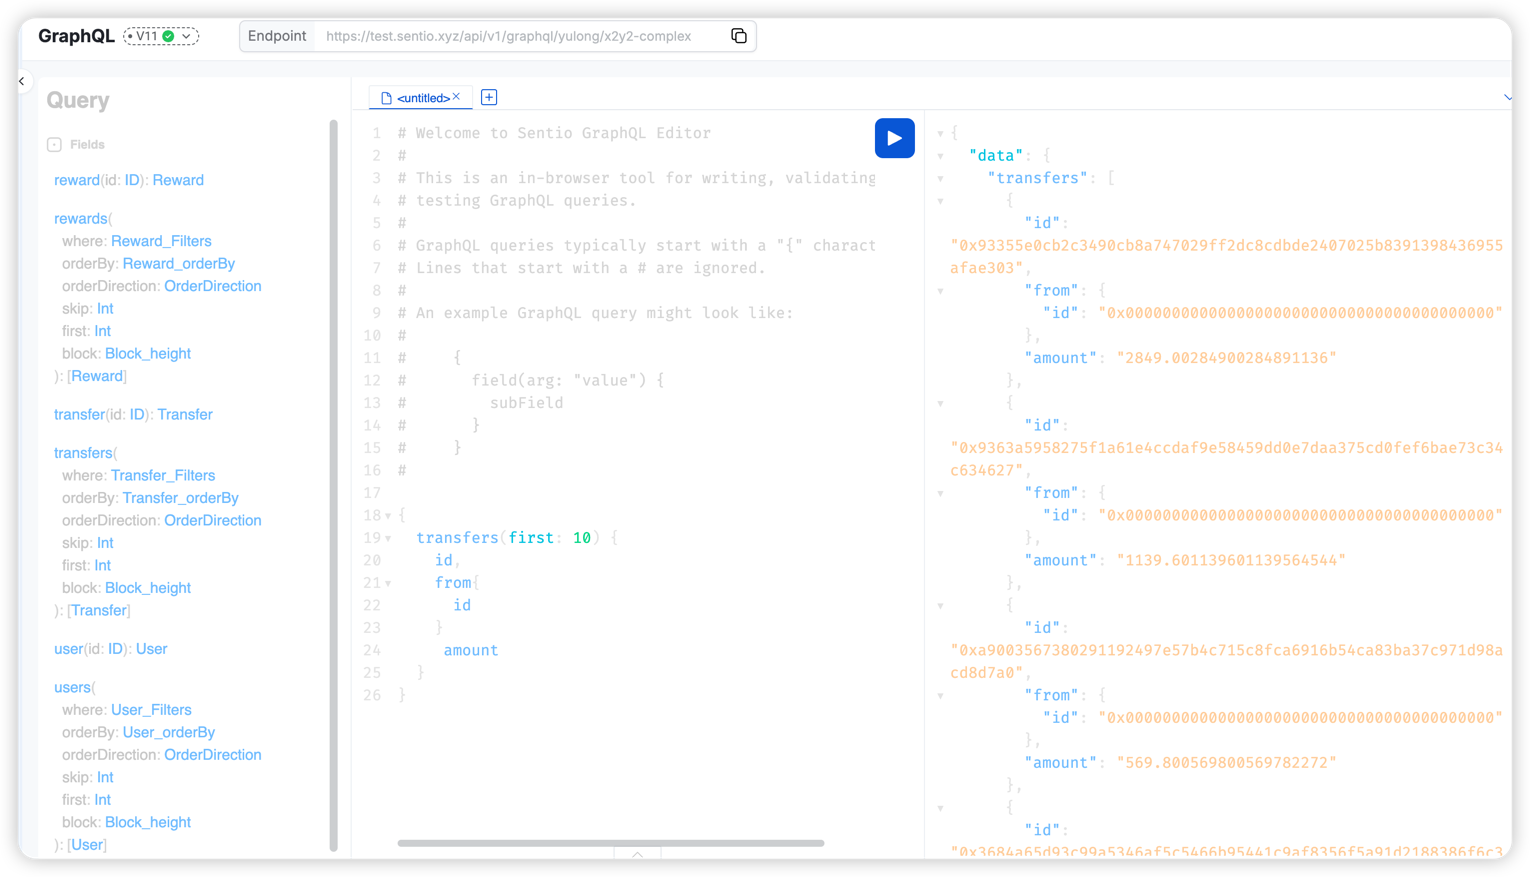 GraphQL
V11
Endpoint
https://test.sentio.xyz/api/v1/graphql/yulong/x2y2-complex
Query
Fields
reward(id: ID): Reward
rewards(
where: Reward_Filters
orderBy: Reward_orderBy
orderDirection: OrderDirection
skip: Int
first: Int
block: Block_height
): [Reward]
transfer(id: ID): Transfer
transfers(
where: Transfer_Filters
orderBy: Transfer_orderBy
orderDirection: OrderDirection
skip: Int
first: Int
block: Block_height
): [Transfer]
user(id: ID): User
users(
where: User_Filters
orderBy: User_orderBy
orderDirection: OrderDirection
skip: Int
first: Int
block: Block_height
): [User]
<untitled>
1 # Welcome to Sentio GraphQL Editor
2 #
3 # This is an in-browser tool for writing, validating
4 # testing GraphQL queries.
5 #
6 # GraphQL queries typically start with a "{" charact
7 # Lines that start with a # are ignored.
8 #
9 # An example GraphQL query might look like:
10 #
11 # {
12 # field(arg: "value") {
13 # subField
14 # }
15 # }
16 #
17
18 {
19 transfers(first: 10) {
20 id,
21 from{
22 id
23 }
24 amount
25 }
26 }
{
"data": {
"transfers": [
{
"id":
"0x93355e0cb2c3490cb8a747029ff2dc8cdbde2407025b8391398436955
afae303",
"from": {
"id": "0x0000000000000000000000000000000000000000"
},
"amount": "2849.00284900284891136"
},
{
"id":
"0x9363a5958275f1a61e4ccdaf9e58459dd0e7daa375cd0fef6bae73c34
c634627",
"from": {
"id": "0x0000000000000000000000000000000000000000"
},
"amount": "1139.601139601139564544"
},
{
"id":
"0xa9003567380291192497e57b4c715c8fca6916b54ca83ba37c971d98a
cd8d7a0",
"from": {
"id": "0x0000000000000000000000000000000000000000"
},
"amount": "569.800569800569782272"
},
{
"id":
"0x3684a65d93c99a5346af5c5466b95441c9af8356f5a91d2188386f6c3